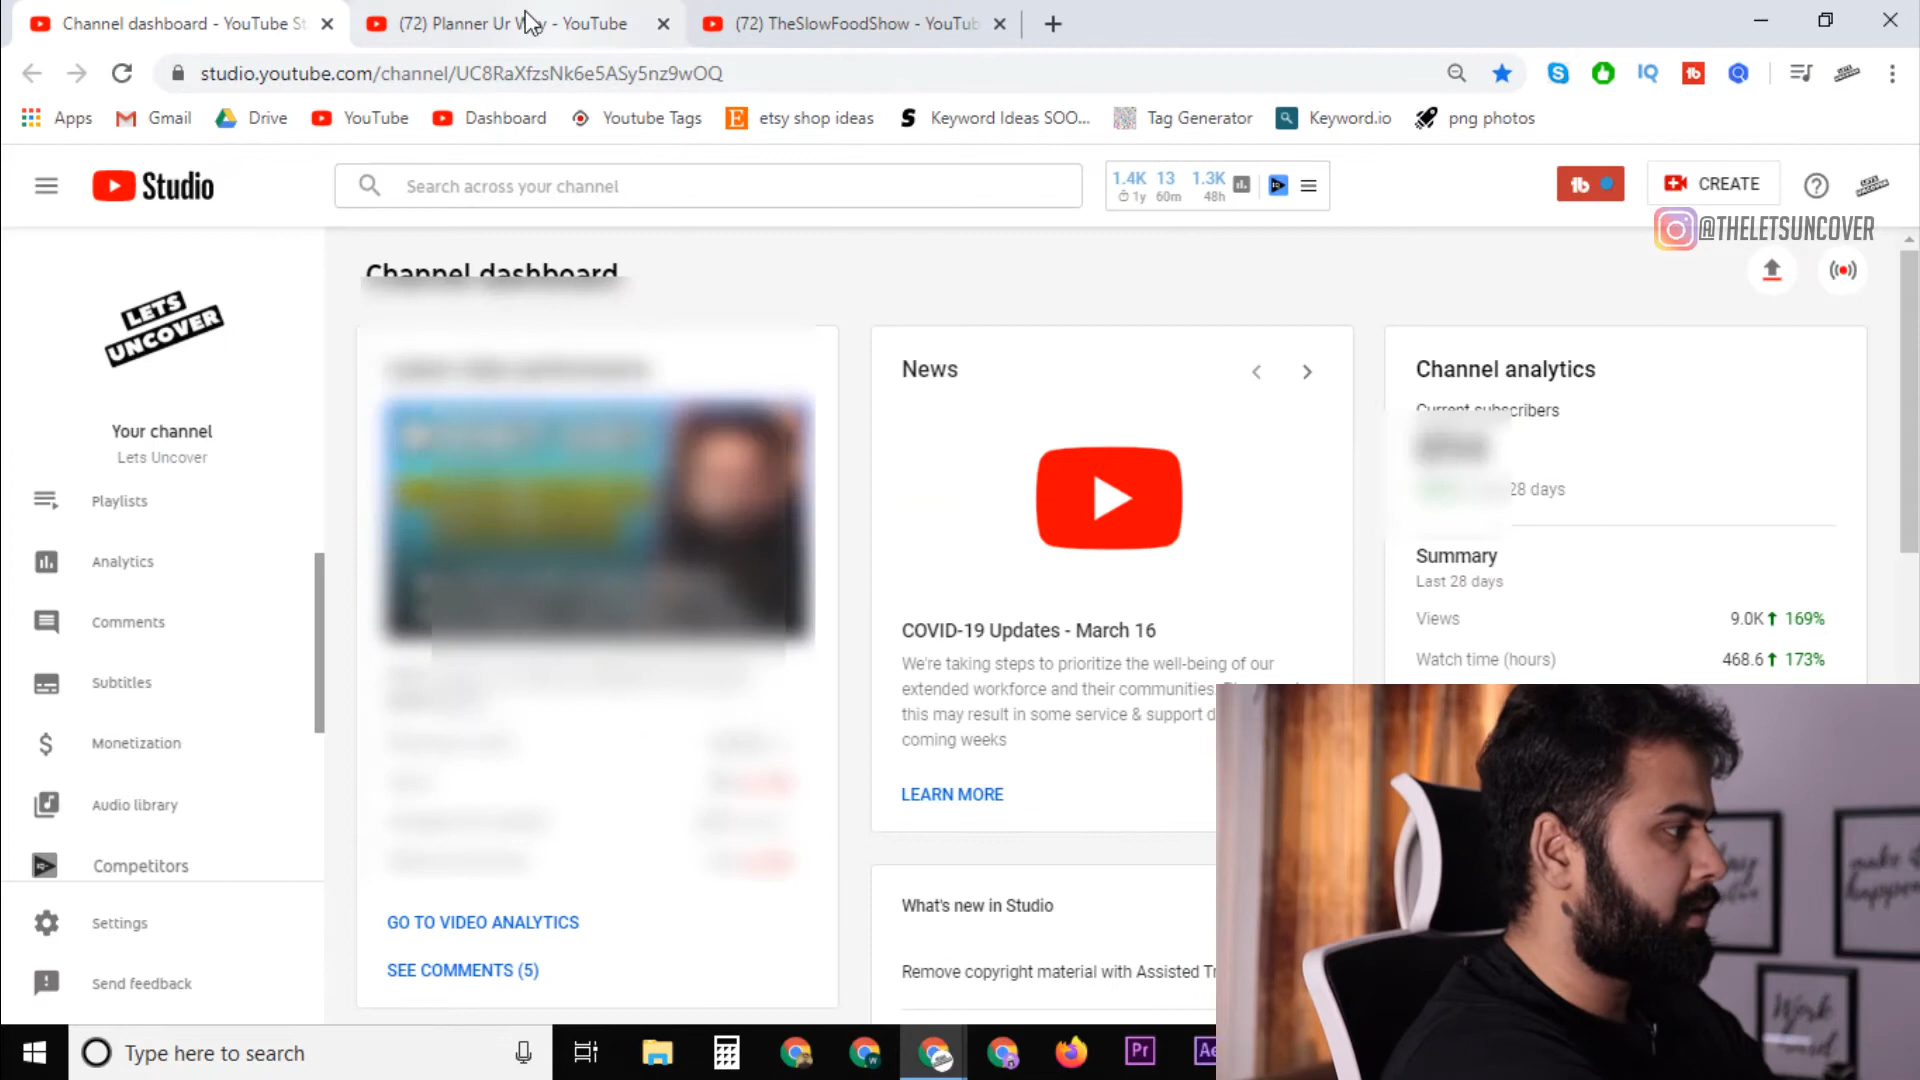 Channel dashboard - YouTube St
(72) Planner Ur Way - YouTube
(72) TheSlowFoodShow - YouTub
studio.youtube.com/channel/UC8RaXfzsNk6e5ASy5nz9wOQ
Apps
Gmail
Drive
YouTube
Dashboard
Youtube Tags
etsy shop ideas
Keyword Ideas SOO...
Tag Generator
Keyword.io
png photos
Studio
Search across your channel
1.4K 13 1.3K
1y 60m 48h
CREATE
@THELETSUNCOVER
LETS
UNCOVER
Your channel
Lets Uncover
Playlists
Analytics
Comments
Subtitles
Monetization
Audio library
Competitors
Settings
Send feedback
Channel dashboard
GO TO VIDEO ANALYTICS
SEE COMMENTS (5)
News
COVID-19 Updates - March 16
We're taking steps to prioritize the well-being of our
extended workforce and their communities.
this may result in some service & support d
coming weeks
LEARN MORE
What's new in Studio
Remove copyright material with Assisted Tr
Channel analytics
Current subscribers
28 days
Summary
Last 28 days
Views 9.0K 169%
Watch time (hours) 468.6 173%
make it
happen
Work
Type here to search
Pr
Ae